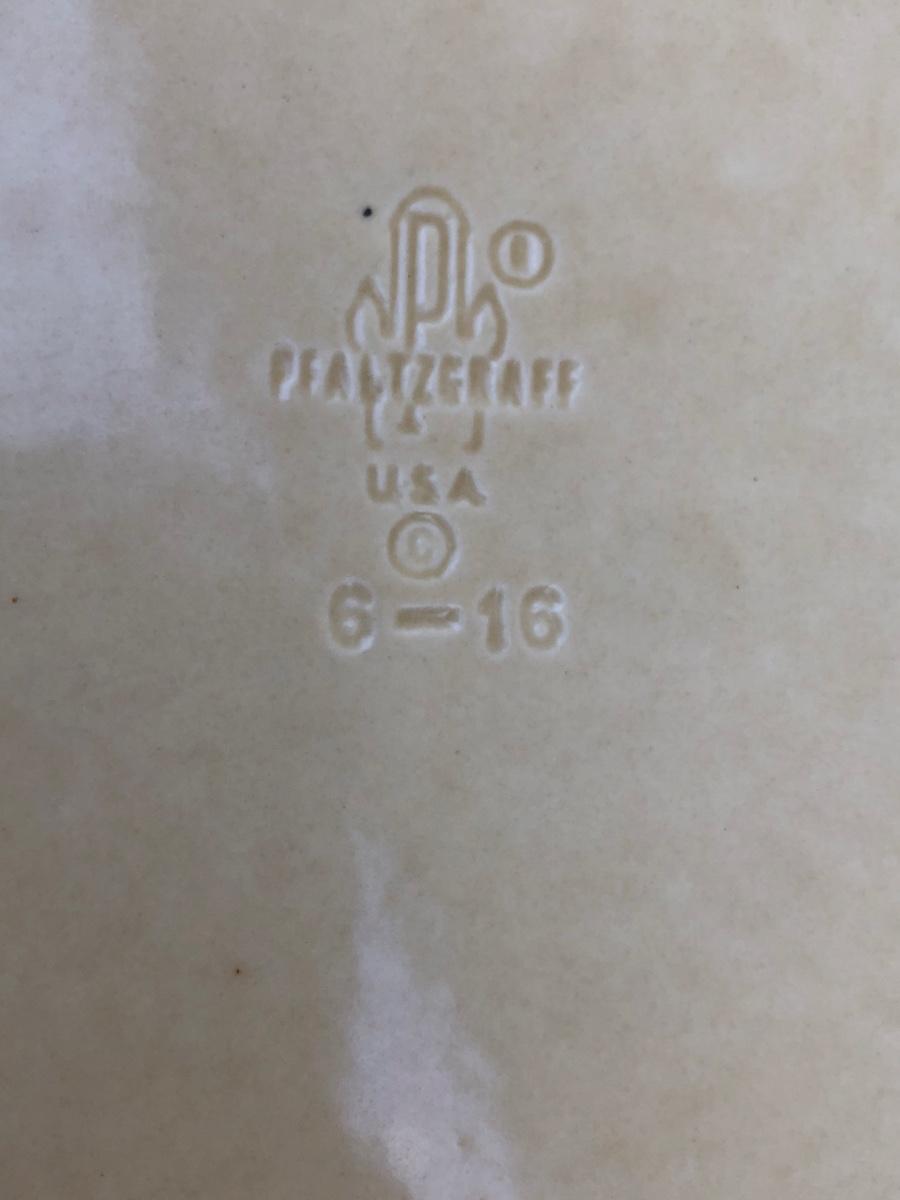 P ®
PFALTZGRAFF
USA
©
6-16